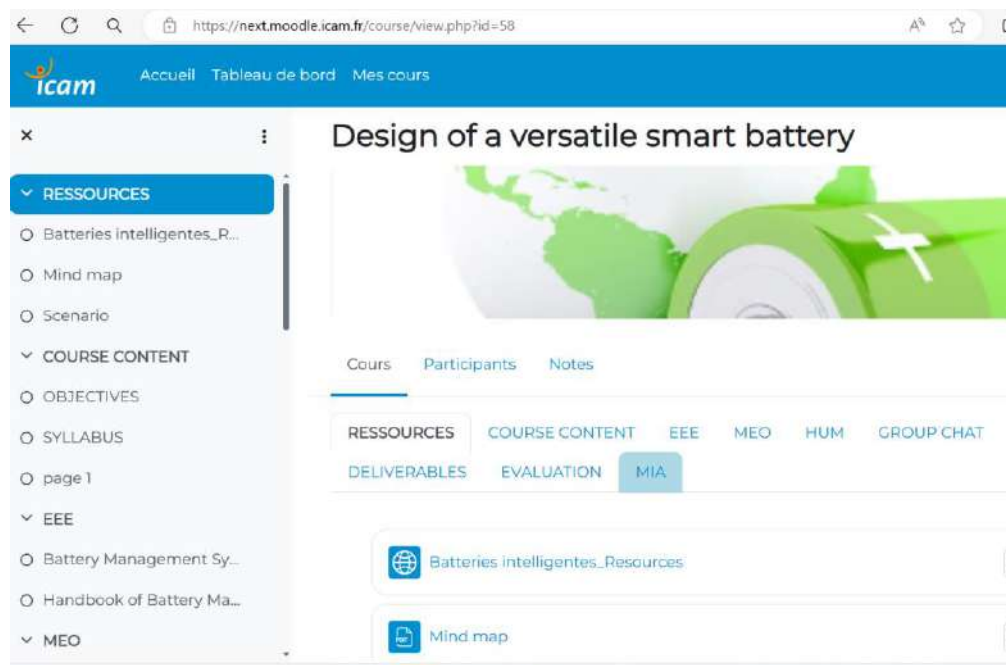 https://next.moodle.icam.fr/course/view.php?id=58
icam
Accueil Tableau de bord Mes cours
RESSOURCES
Batteries intelligentes_R...
Mind map
Scenario
COURSE CONTENT
OBJECTIVES
SYLLABUS
page 1
EEE
Battery Management Sy...
Handbook of Battery Ma...
MEO
Design of a versatile smart battery
Cours Participants Notes
RESSOURCES COURSE CONTENT EEE MEO HUM GROUP CHAT
DELIVERABLES EVALUATION MIA
Batteries intelligentes_Resources
Mind map